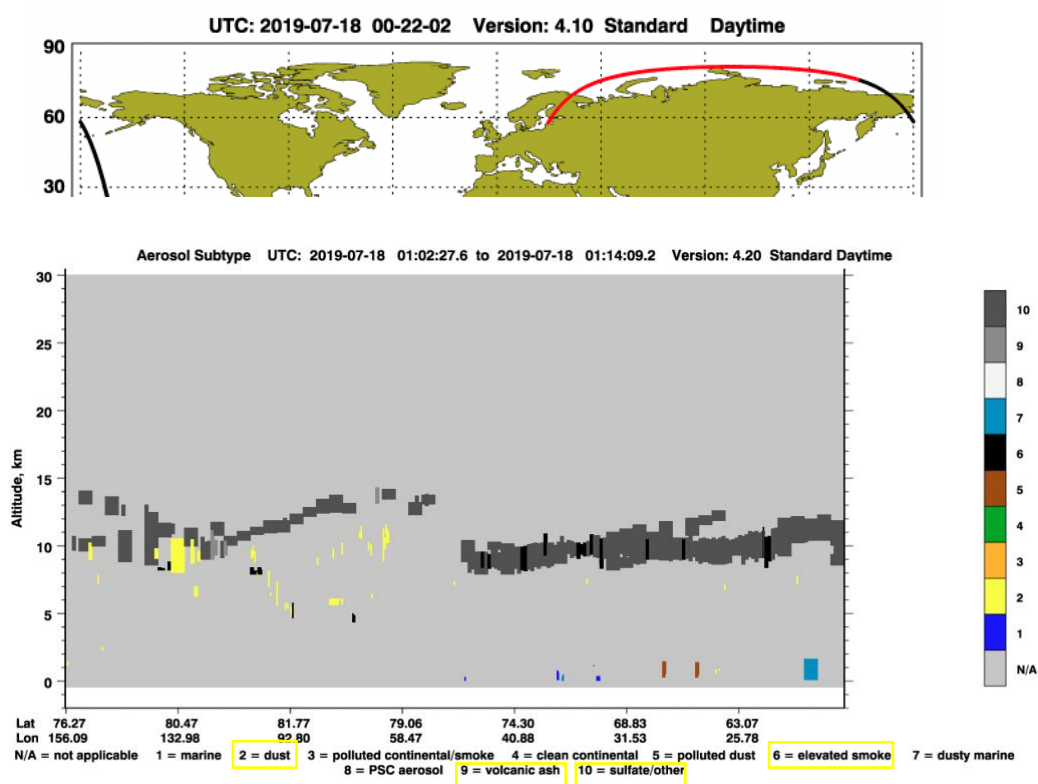 UTC: 2019-07-18 00-22-02 Version: 4.10 Standard Daytime
90
60
30
Aerosol Subtype UTC: 2019-07-18 01:02:27.6 to 2019-07-18 01:14:09.2 Version: 4.20 Standard Daytime
30
25
20
15
10
5
0
Altitude, km
10
9
8
7
6
5
4
3
2
1
N/A
Lat 76.27 80.47 81.77 79.06 74.30 68.83 63.07
Lon 156.09 132.98 92.80 58.47 40.88 31.53 25.78
N/A = not applicable 1 = marine 2 = dust 3 = polluted continental/smoke 4 = clean continental 5 = polluted dust 6 = elevated smoke 7 = dusty marine
8 = PSC aerosol 9 = volcanic ash 10 = sulfate/other